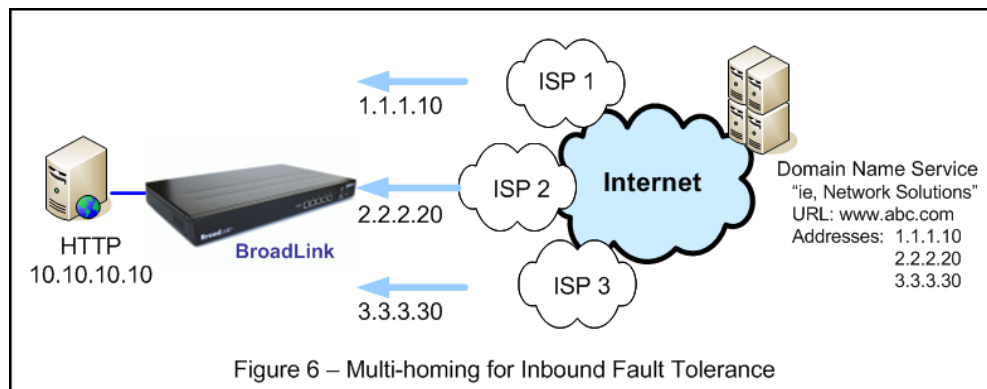 ISP 1
1.1.1.10
ISP 2
Internet
2.2.2.20
BroadLink
BroadLink
HTTP
10.10.10.10
ISP 3
3.3.3.30
Domain Name Service
“ie, Network Solutions”
URL: www.abc.com
Addresses: 1.1.1.10
2.2.2.20
3.3.3.30
Figure 6 – Multi-homing for Inbound Fault Tolerance